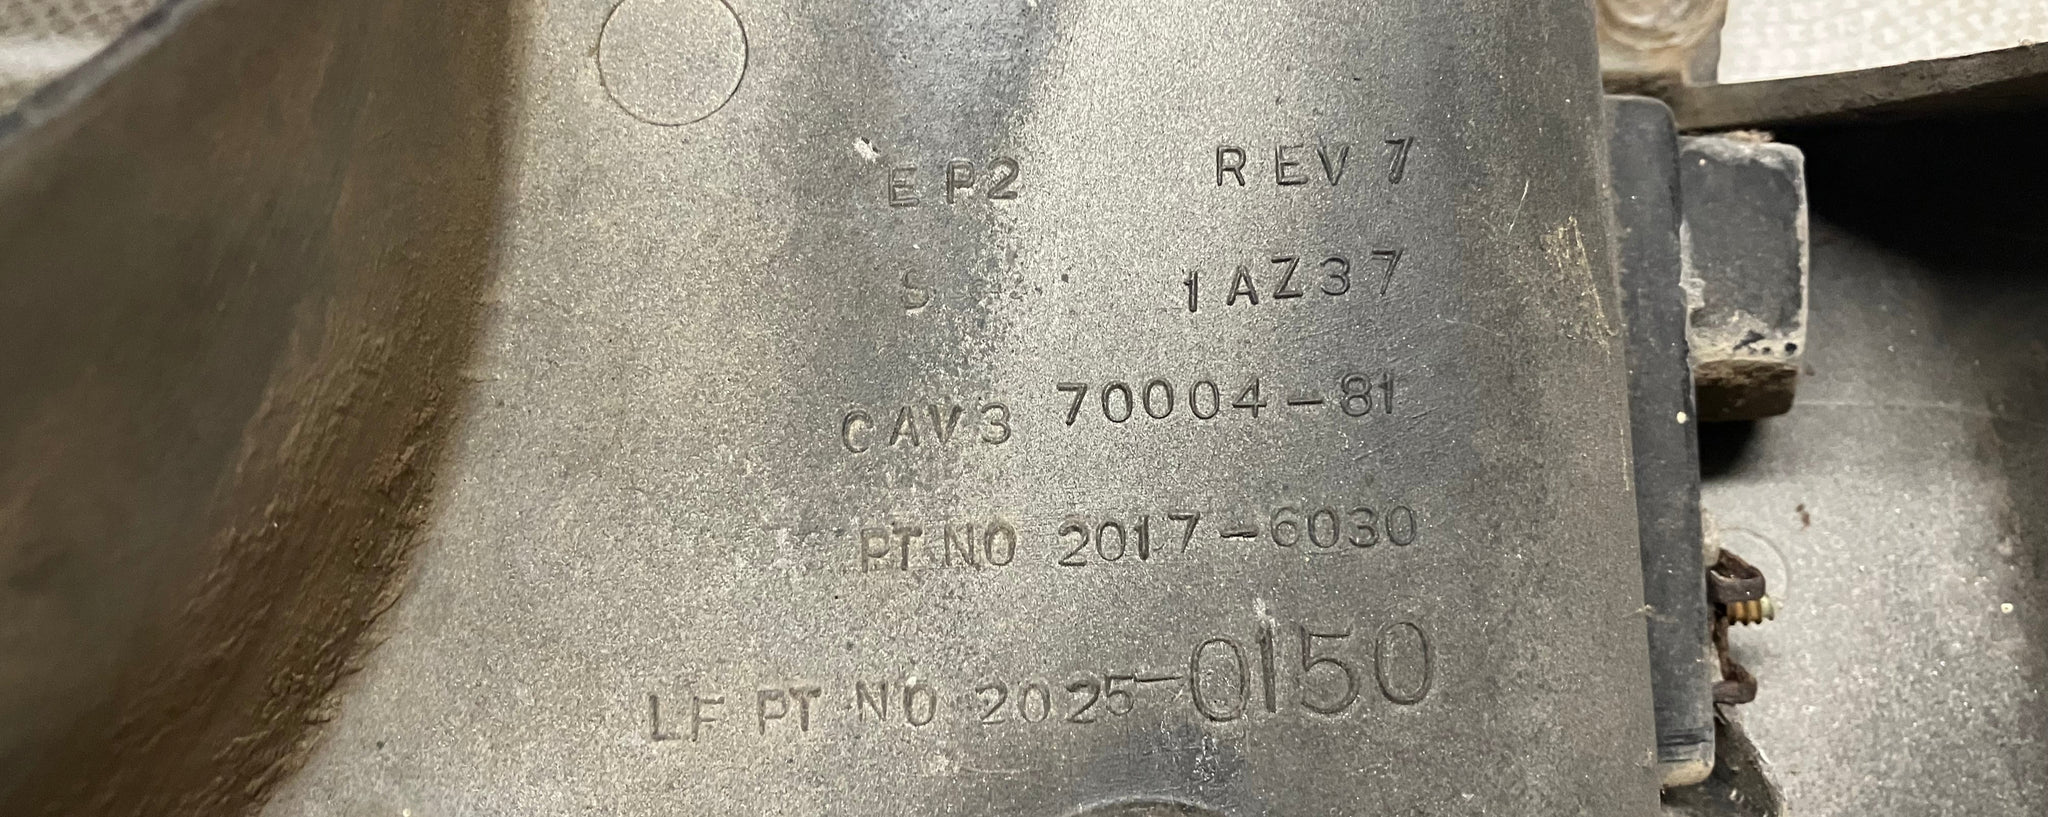 EP2 REV 7
S 1AZ37
CAV3 70004-81
PT NO 2017-6030
LF PT NO 2025-0150